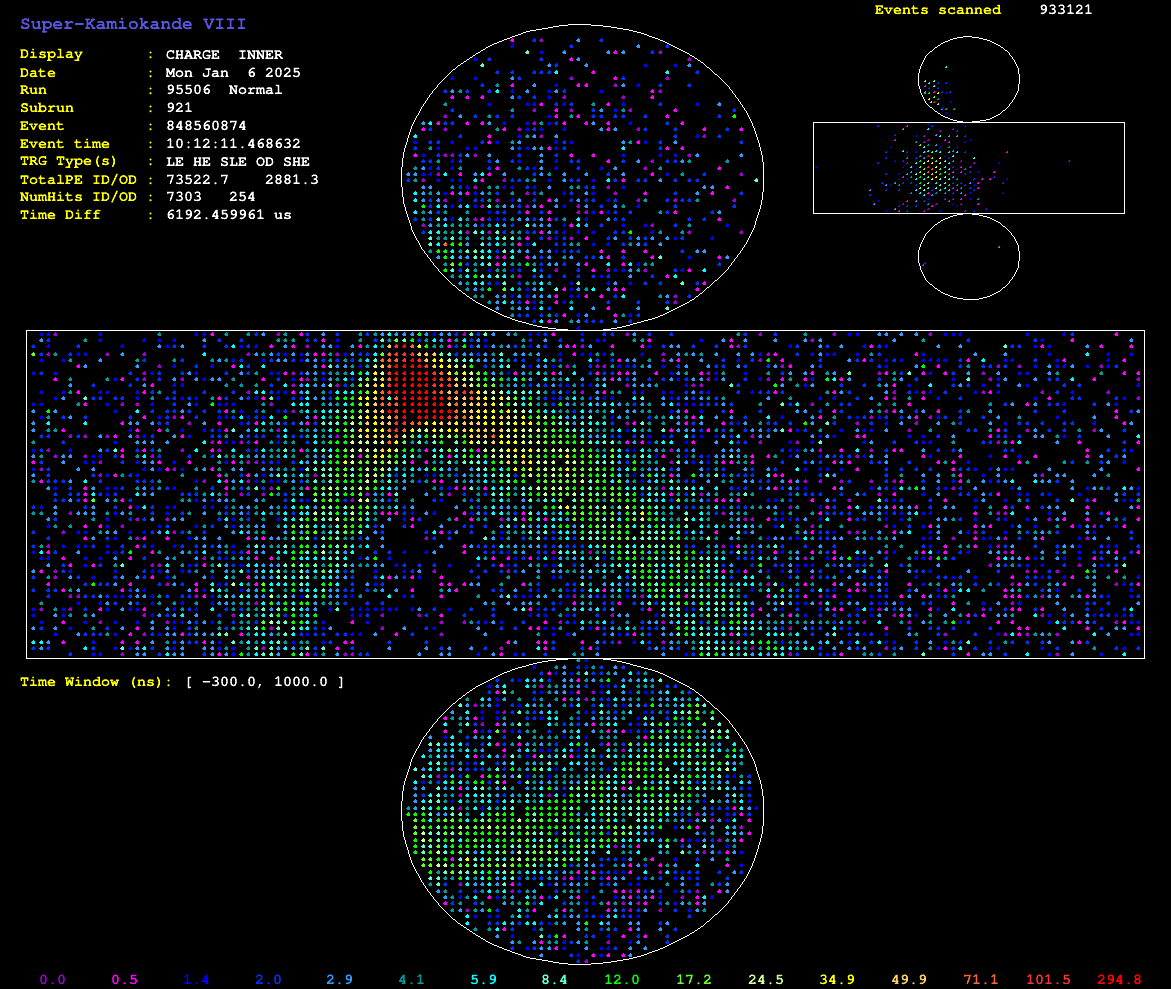 Super-Kamiokande VIII
Events scanned 933121
Display : CHARGE INNER
Date : Mon Jan 6 2025
Run : 95506 Normal
Subrun : 921
Event : 848560874
Event time : 10:12:11.468632
TRG Type(s) : LE HE SLE OD SHE
TotalPE ID/OD : 73522.7 2881.3
NumHits ID/OD : 7303 254
Time Diff : 6192.459961 us
Time Window (ns): [ -300.0, 1000.0 ]
0.0 0.5 1.4 2.0 2.9 4.1 5.9 8.4 12.0 17.2 24.5 34.9 49.9 71.1 101.5 294.8